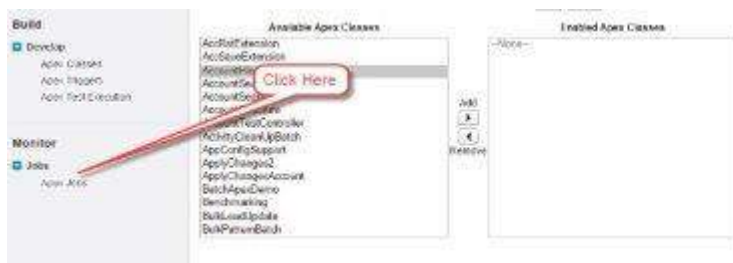 Build
Develop
Apex Classes
Apex Triggers
Apex Test Execution
Monitor
Jobs
Apex Jobs
Available Apex Classes
AccSaveExtension
Click Here
AccountTestController
ActivityCleanUpBatch
AppConfigSupport
ApplyChanges2
ApplyChangesAccount
BatchApexDemo
Benchmarking
BulkLoadUpdate
BulkPatternBatch
Add
Remove
Enabled Apex Classes
--None--